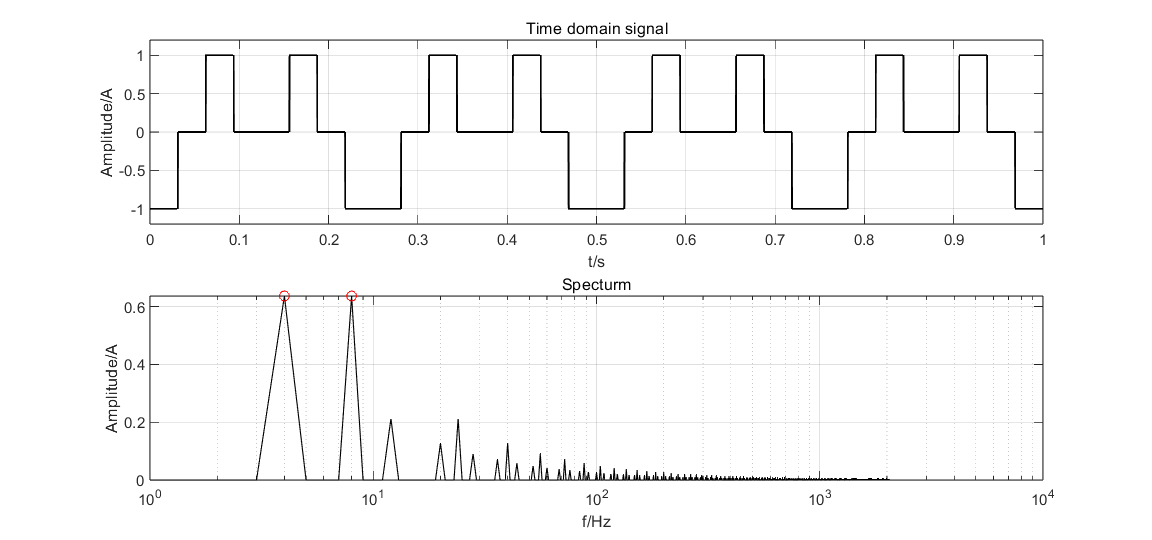 Time domain signal
Amplitude/A
1
0.5
0
-0.5
-1
0 0.1 0.2 0.3 0.4 0.5 0.6 0.7 0.8 0.9 1
t/s
Specturm
Amplitude/A
0.6
0.4
0.2
0
10^0 10^1 10^2 10^3 10^4
f/Hz